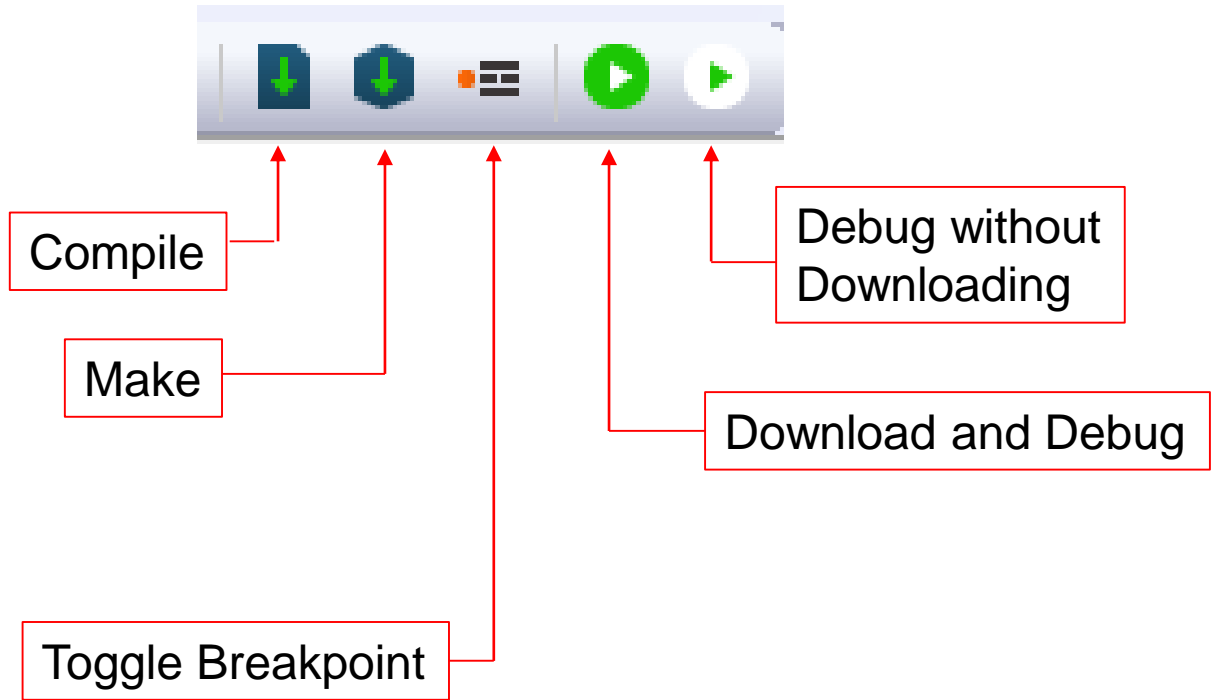 Compile
Debug without
Downloading
Make
Download and Debug
Toggle Breakpoint